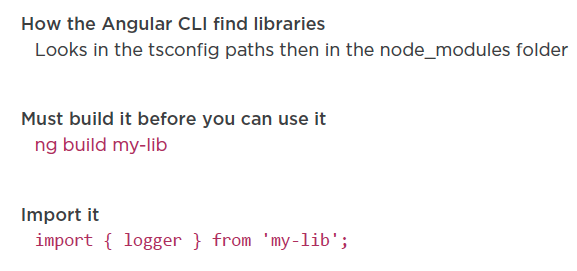 How the Angular CLI find libraries
Looks in the tsconfig paths then in the node_modules folder
Must build it before you can use it
ng build my-lib
Import it
import { logger } from 'my-lib';